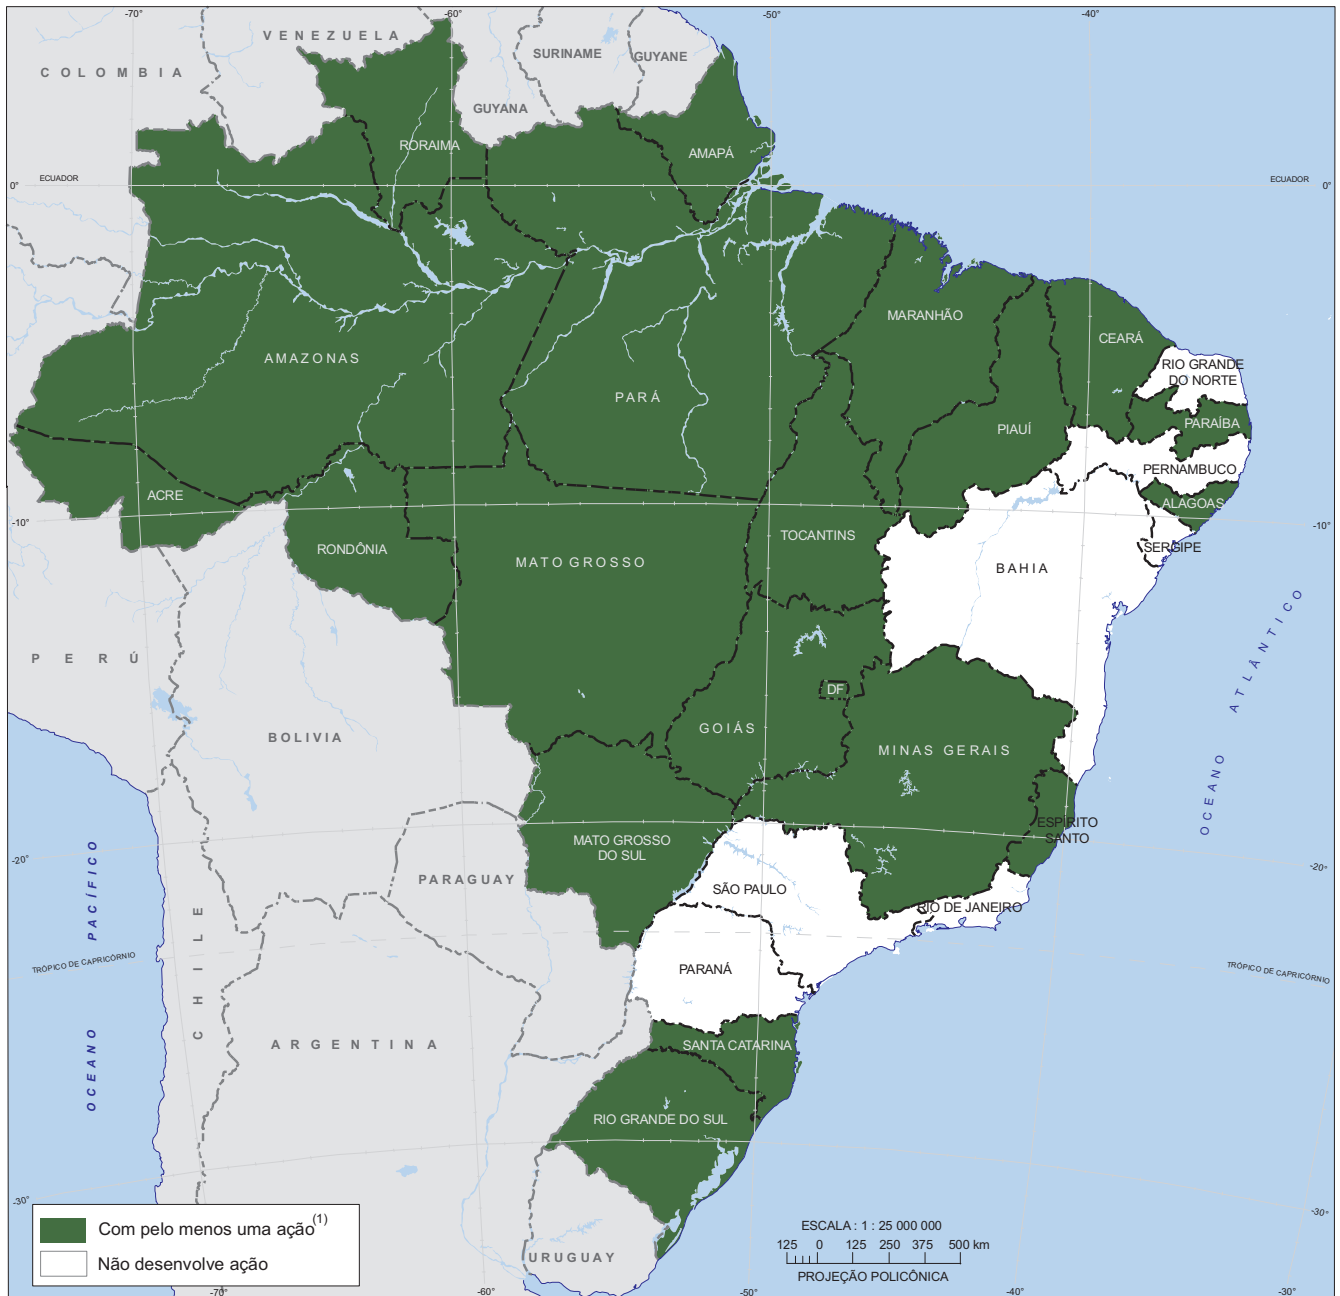 -70°
-60°
-50°
-40°
VENEZUELA
COLOMBIA
SURINAME
GUYANE
GUYANA
RORAIMA
AMAPÁ
ECUADOR
ECUADOR
0°
0°
MARANHÃO
CEARÁ
AMAZONAS
RIO GRANDE
DO NORTE
PARÁ
PIAUÍ
PARAÍBA
PERNAMBUCO
ACRE
ALAGOAS
-10°
-10°
TOCANTINS
RONDÔNIA
MATO GROSSO
SERGIPE
BAHIA
PERÚ
OCEANO ATLÂNTICO
DF
GOIÁS
BOLIVIA
MINAS GERAIS
ESPÍRITO
SANTO
MATO GROSSO
DO SUL
-20°
-20°
PARAGUAY
SÃO PAULO
RIO DE JANEIRO
OCEANO PACÍFICO
CHILE
TRÓPICO DE CAPRICÓRNIO
TRÓPICO DE CAPRICÓRNIO
PARANÁ
ARGENTINA
SANTA CATARINA
RIO GRANDE DO SUL
-30°
-30°
Com pelo menos uma ação(1)
Não desenvolve ação
URUGUAY
ESCALA : 1 : 25 000 000
125 0 125 250 375 500 km
PROJEÇÃO POLICÔNICA
-70°
-60°
-50°
-40°
-30°